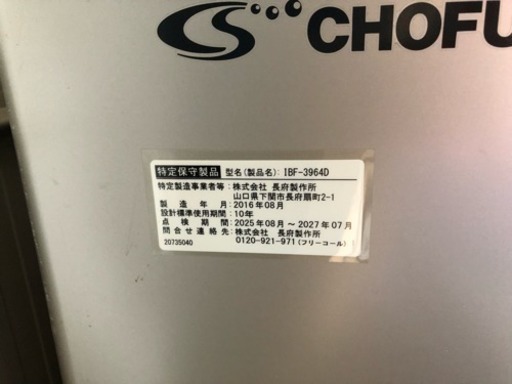 CHOFU
特定保守製品 型名(製品名): IBF-3964D
特定製造事業者等: 株式会社 長府製作所
山口県下関市長府扇町2-1
製造年月: 2016年08月
設計標準使用期間: 10年
点検期間: 2025年08月 ～ 2027年07月
問合せ連絡先: 株式会社 長府製作所
20735040 0120-921-971(フリーコール)